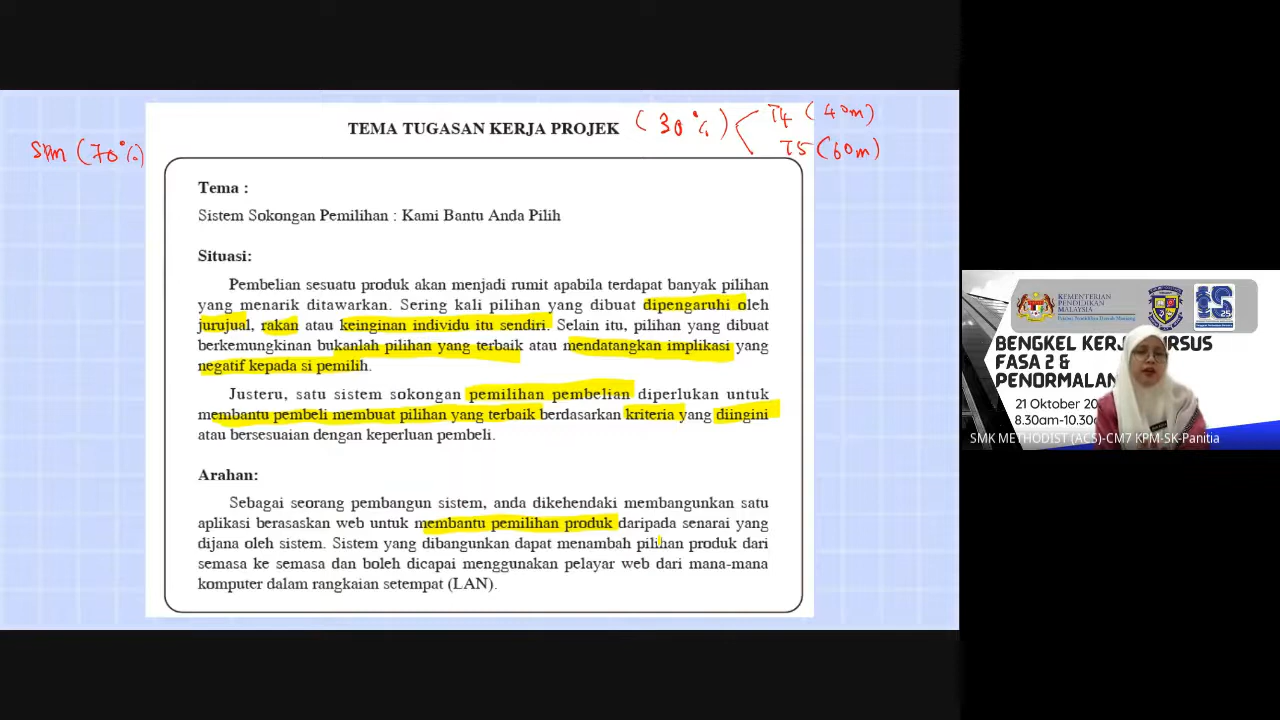 TEMA TUGASAN KERJA PROJEK (30%) T4 (40m)
T5 (60m)
SPM (70%)
Tema :
Sistem Sokongan Pemilihan : Kami Bantu Anda Pilih
Situasi:
Pembelian sesuatu produk akan menjadi rumit apabila terdapat banyak pilihan
yang menarik ditawarkan. Sering kali pilihan yang dibuat dipengaruhi oleh
jurujual, rakan atau keinginan individu itu sendiri. Selain itu, pilihan yang dibuat
berkemungkinan bukanlah pilihan yang terbaik atau mendatangkan implikasi yang
negatif kepada si pemilih.
Justeru, satu sistem sokongan pemilihan pembelian diperlukan untuk
membantu pembeli membuat pilihan yang terbaik berdasarkan kriteria yang diingini
atau bersesuaian dengan keperluan pembeli.
Arahan:
Sebagai seorang pembangun sistem, anda dikehendaki membangunkan satu
aplikasi berasaskan web untuk membantu pemilihan produk daripada senarai yang
dijana oleh sistem. Sistem yang dibangunkan dapat menambah pilihan produk dari
semasa ke semasa dan boleh dicapai menggunakan pelayar web dari mana-mana
komputer dalam rangkaian setempat (LAN).
KEMENTERIAN
PENDIDIKAN
MALAYSIA
25
BENGKEL KER URSUS
FASA 2 &
PENORMALAN
21 Oktober 20
8.30am-10.30
SMK METHODIST (ACS)-CM7 KPM-SK-Panitia